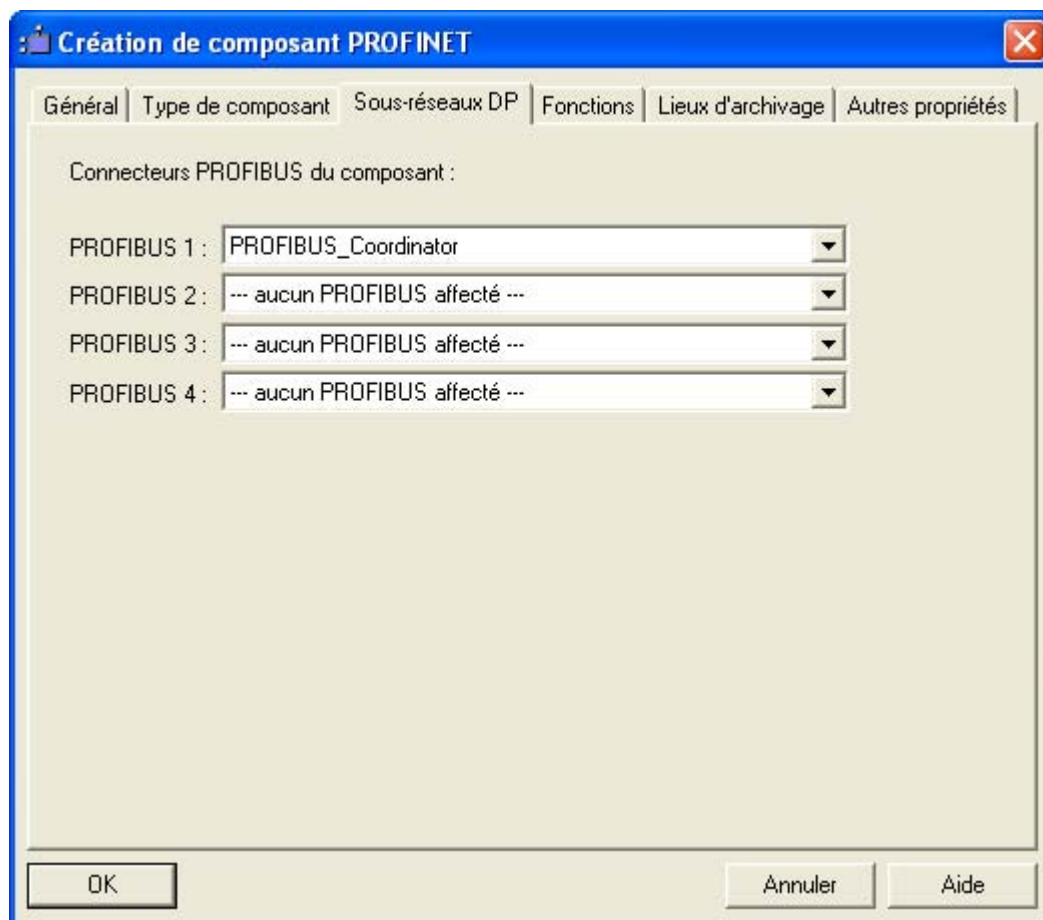 Création de composant PROFINET
Général Type de composant Sous-réseaux DP Fonctions Lieux d'archivage Autres propriétés
Connecteurs PROFIBUS du composant :
PROFIBUS 1 : PROFIBUS_Coordinator
PROFIBUS 2 : --- aucun PROFIBUS affecté ---
PROFIBUS 3 : --- aucun PROFIBUS affecté ---
PROFIBUS 4 : --- aucun PROFIBUS affecté ---
OK Annuler Aide